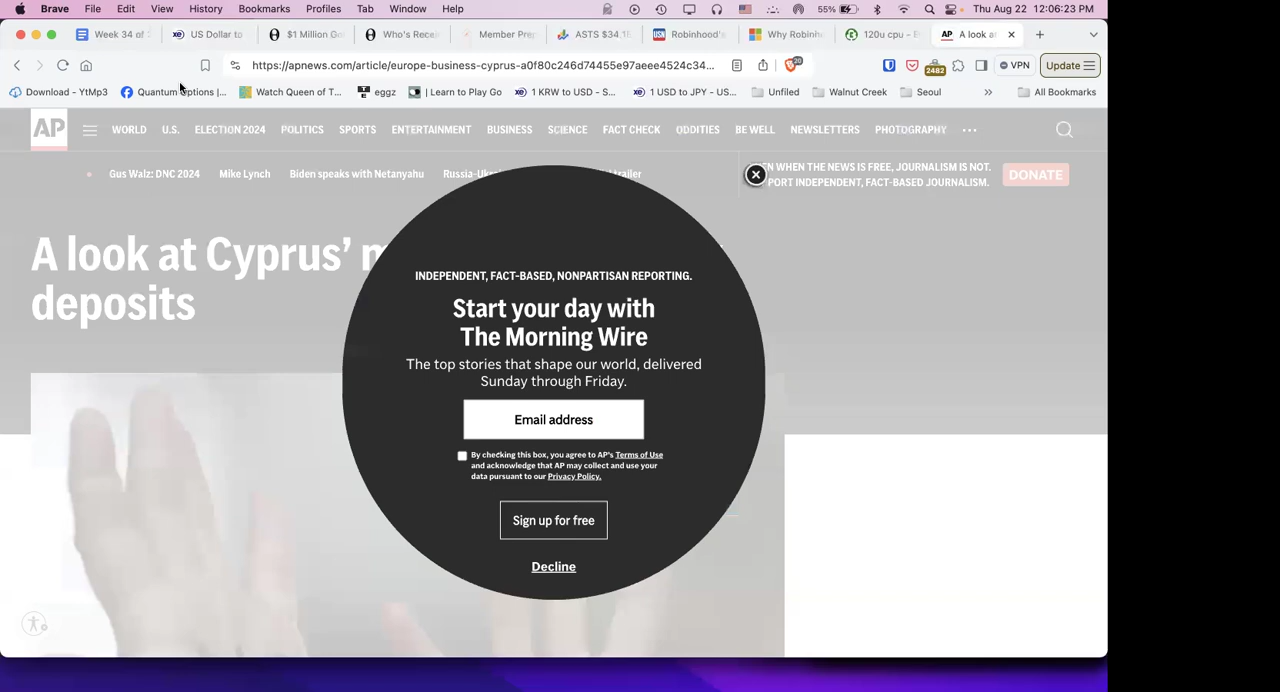 Brave File Edit View History Bookmarks Profiles Tab Window Help 55% Thu Aug 22 12:06:23 PM
Week 34 of US Dollar to $1 Million Go Who's Rece Member Prep ASTS $34.18 Robinhood's Why Robinh 120u cpu - E A look at
https://apnews.com/article/europe-business-cyprus-a0f80c246d74455e97aeee4524c34... 20 2482 VPN Update
Download - YtMp3 Quantum Options |... Watch Queen of T... eggz | Learn to Play Go 1 KRW to USD - S... 1 USD to JPY - US... Unfiled Walnut Creek Seoul » All Bookmarks
AP WORLD U.S. ELECTION 2024 POLITICS SPORTS ENTERTAINMENT BUSINESS SCIENCE FACT CHECK ODDITIES BE WELL NEWSLETTERS PHOTOGRAPHY
Gus Walz: DNC 2024 Mike Lynch Biden speaks with Netanyahu Russia-Ukr trailer
EN WHEN THE NEWS IS FREE, JOURNALISM IS NOT.
PORT INDEPENDENT, FACT-BASED JOURNALISM.
DONATE
A look at Cyprus' m
deposits
INDEPENDENT, FACT-BASED, NONPARTISAN REPORTING.
Start your day with
The Morning Wire
The top stories that shape our world, delivered
Sunday through Friday.
Email address
By checking this box, you agree to AP's Terms of Use
and acknowledge that AP may collect and use your
data pursuant to our Privacy Policy.
Sign up for free
Decline